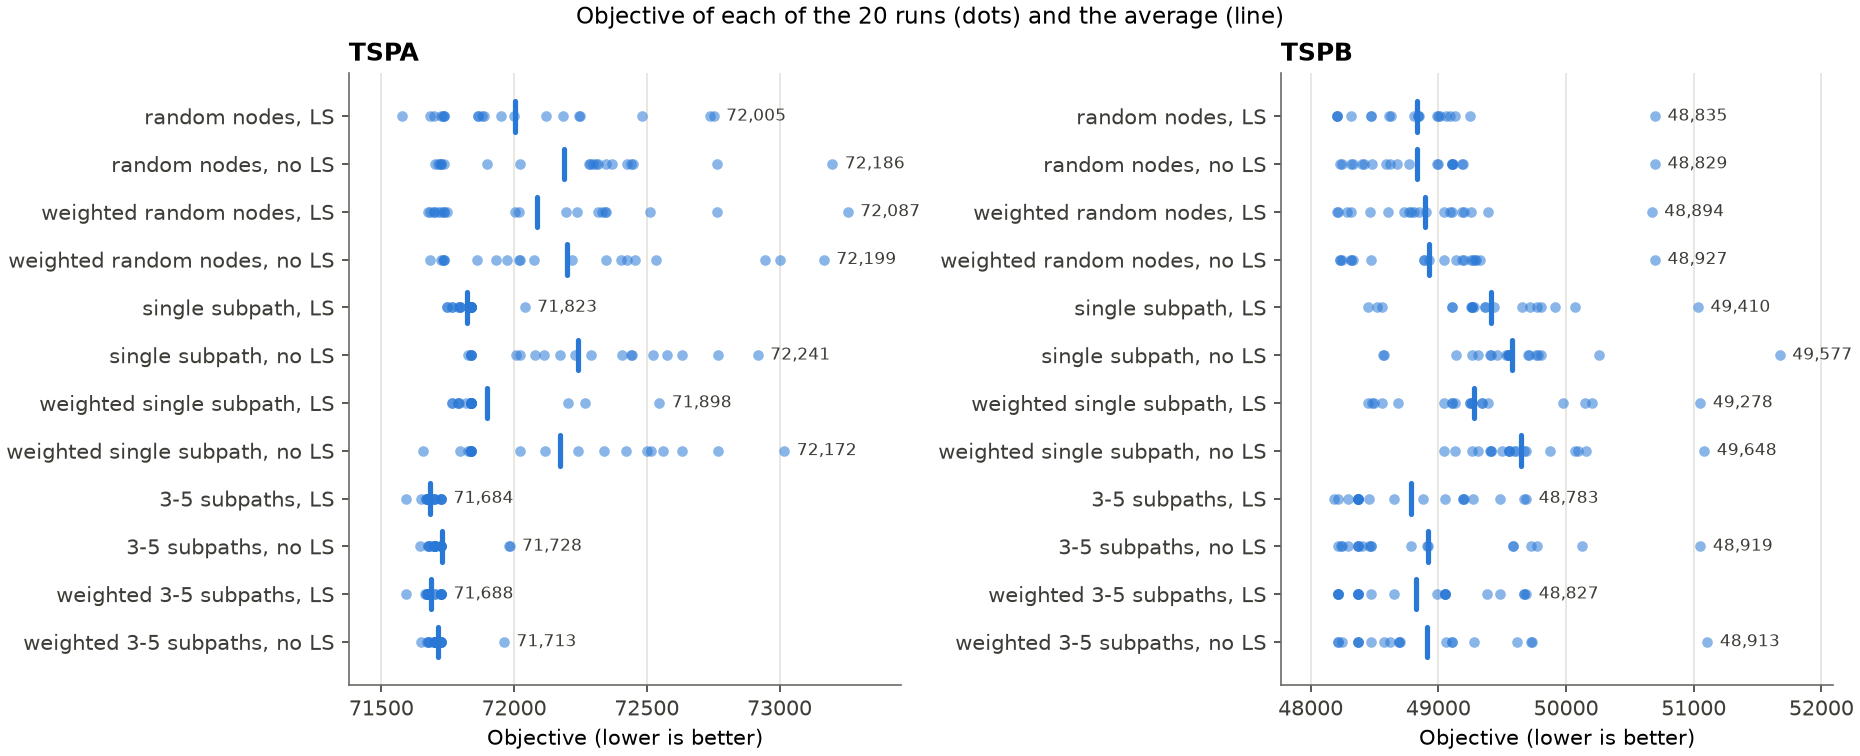 Objective of each of the 20 runs (dots) and the average (line)
TSPA
random nodes, LS
72,005
random nodes, no LS
72,186
weighted random nodes, LS
72,087
weighted random nodes, no LS
72,199
single subpath, LS
71,823
single subpath, no LS
72,241
weighted single subpath, LS
71,898
weighted single subpath, no LS
72,172
3-5 subpaths, LS
71,684
3-5 subpaths, no LS
71,728
weighted 3-5 subpaths, LS
71,688
weighted 3-5 subpaths, no LS
71,713
71500 72000 72500 73000
Objective (lower is better)
TSPB
random nodes, LS
48,835
random nodes, no LS
48,829
weighted random nodes, LS
48,894
weighted random nodes, no LS
48,927
single subpath, LS
49,410
single subpath, no LS
49,577
weighted single subpath, LS
49,278
weighted single subpath, no LS
49,648
3-5 subpaths, LS
48,783
3-5 subpaths, no LS
48,919
weighted 3-5 subpaths, LS
48,827
weighted 3-5 subpaths, no LS
48,913
48000 49000 50000 51000 52000
Objective (lower is better)